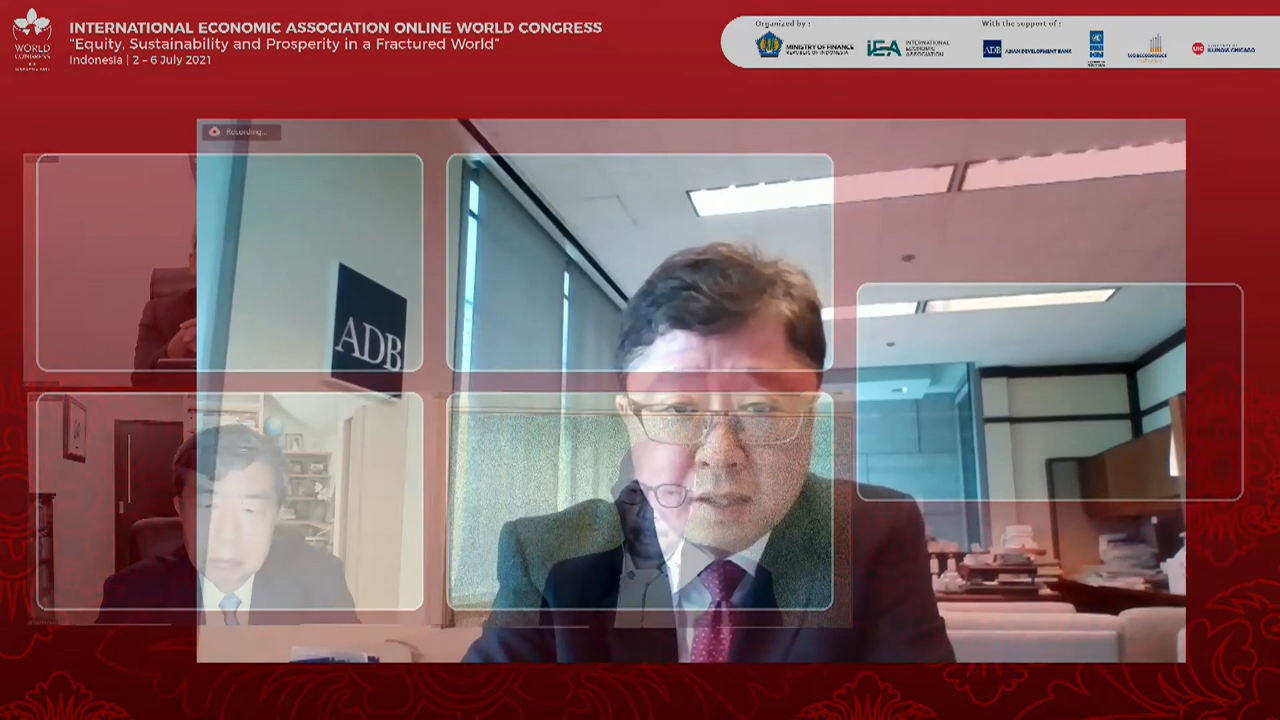 INTERNATIONAL ECONOMIC ASSOCIATION ONLINE WORLD CONGRESS
"Equity, Sustainability and Prosperity in a Fractured World"
Indonesia | 2 - 6 July 2021
WORLD
CONGRESS
Organized by :
MINISTRY OF FINANCE
REPUBLIC OF INDONESIA
iEA
INTERNATIONAL
ECONOMIC
ASSOCIATION
With the support of :
ADB
ASIAN DEVELOPMENT BANK
UIC
ILLINOIS CHICAGO
Recording...
ADB